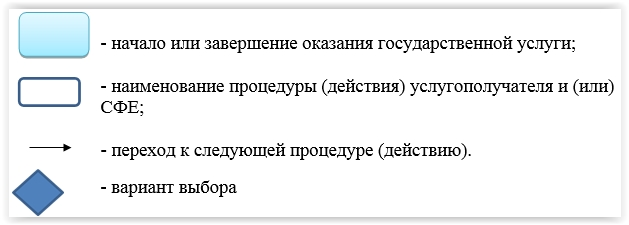 - начало или завершение оказания государственной услуги;
- наименование процедуры (действия) услугополучателя и (или)
СФЕ;
- переход к следующей процедуре (действию).
- вариант выбора